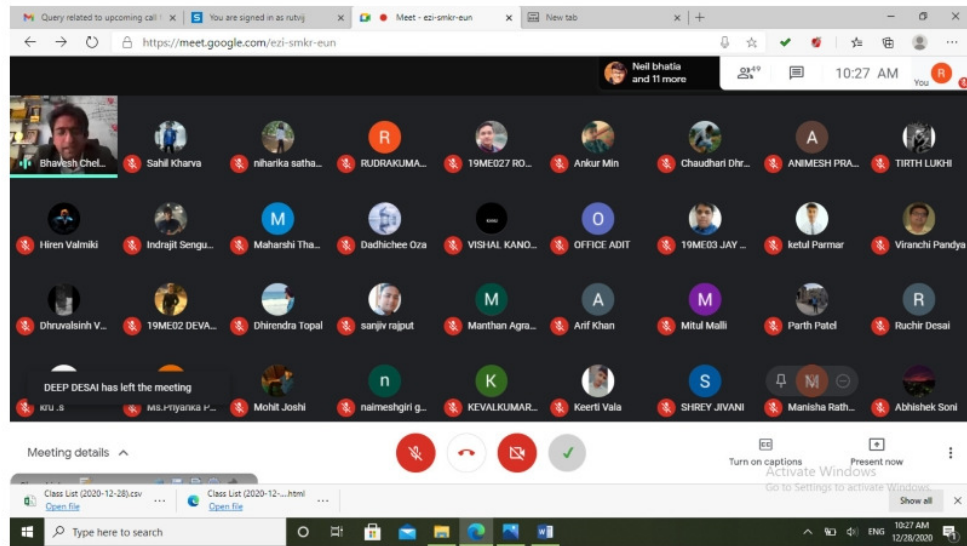 Query related to upcoming call f
You are signed in as rutvij
Meet - ezi-smkr-eun
New tab
https://meet.google.com/ezi-smkr-eun
Neil bhatia
and 11 more
49
10:27 AM
You
R
Bhavesh Chel...
Sahil Kharva
niharika satha...
R
RUDRAKUMA...
19ME027 RO...
Ankur Min
Chaudhari Dhr...
A
ANIMESH PRA...
TIRTH LUKHI
Hiren Valmiki
Indrajit Sengu...
M
Maharshi Tha...
Dadhichee Oza
VISHAL KANO...
O
OFFICE ADIT
19ME03 JAY ...
ketul Parmar
Viranchi Pandya
Dhruvalsinh V...
19ME02 DEVA...
Dhirendra Topal
sanjiv rajput
M
Manthan Agra...
A
Arif Khan
M
Mitul Malli
Parth Patel
R
Ruchir Desai
DEEP DESAI has left the meeting
kru .s
Ms.Priyanka P...
Mohit Joshi
n
naimeshgiri g...
K
KEVALKUMAR...
Keerti Vala
S
SHREY JIVANI
M
Manisha Rath...
Abhishek Soni
Meeting details
CC
Turn on captions
Present now
Activate Windows
Go to Settings to activate Windows.
Class List (2020-12-28).csv
Open file
Class List (2020-12-....html
Open file
Show all
Type here to search
ENG
10:27 AM
12/28/2020